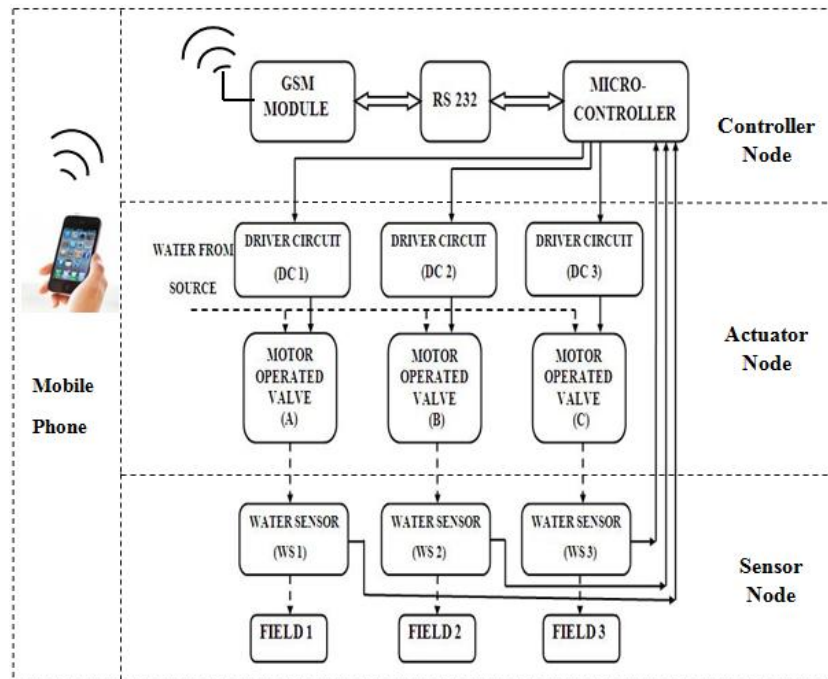 GSM
MODULE
RS 232
MICRO-
CONTROLLER
Controller
Node
WATER FROM
SOURCE
DRIVER CIRCUIT
(DC 1)
DRIVER CIRCUIT
(DC 2)
DRIVER CIRCUIT
(DC 3)
MOTOR
OPERATED
VALVE
(A)
MOTOR
OPERATED
VALVE
(B)
MOTOR
OPERATED
VALVE
(C)
Actuator
Node
Mobile
Phone
WATER SENSOR
(WS 1)
WATER SENSOR
(WS 2)
WATER SENSOR
(WS 3)
Sensor
Node
FIELD 1
FIELD 2
FIELD 3